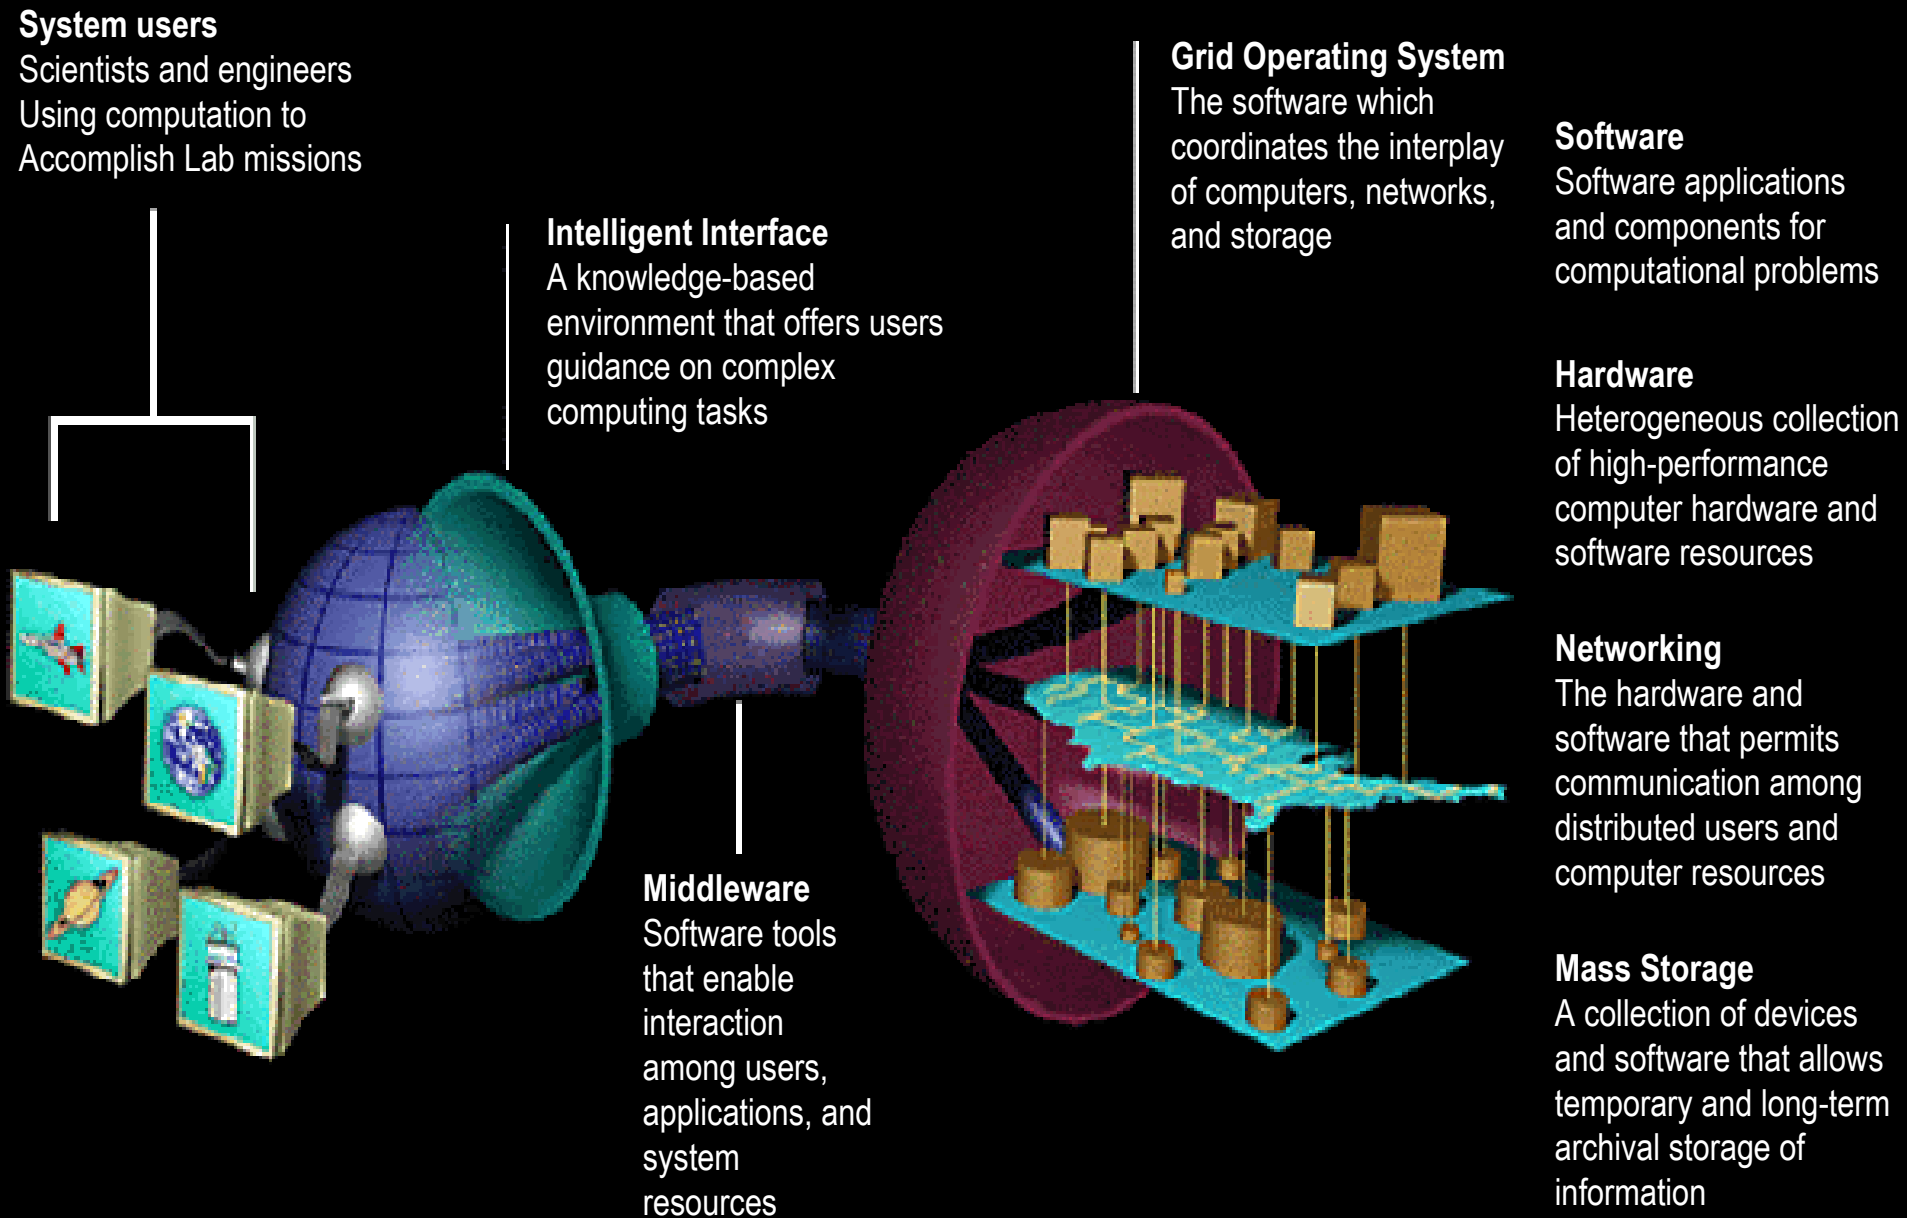 System users
Scientists and engineers
Using computation to
Accomplish Lab missions
Intelligent Interface
A knowledge-based
environment that offers users
guidance on complex
computing tasks
Middleware
Software tools
that enable
interaction
among users,
applications, and
system
resources
Grid Operating System
The software which
coordinates the interplay
of computers, networks,
and storage
Software
Software applications
and components for
computational problems
Hardware
Heterogeneous collection
of high-performance
computer hardware and
software resources
Networking
The hardware and
software that permits
communication among
distributed users and
computer resources
Mass Storage
A collection of devices
and software that allows
temporary and long-term
archival storage of
information